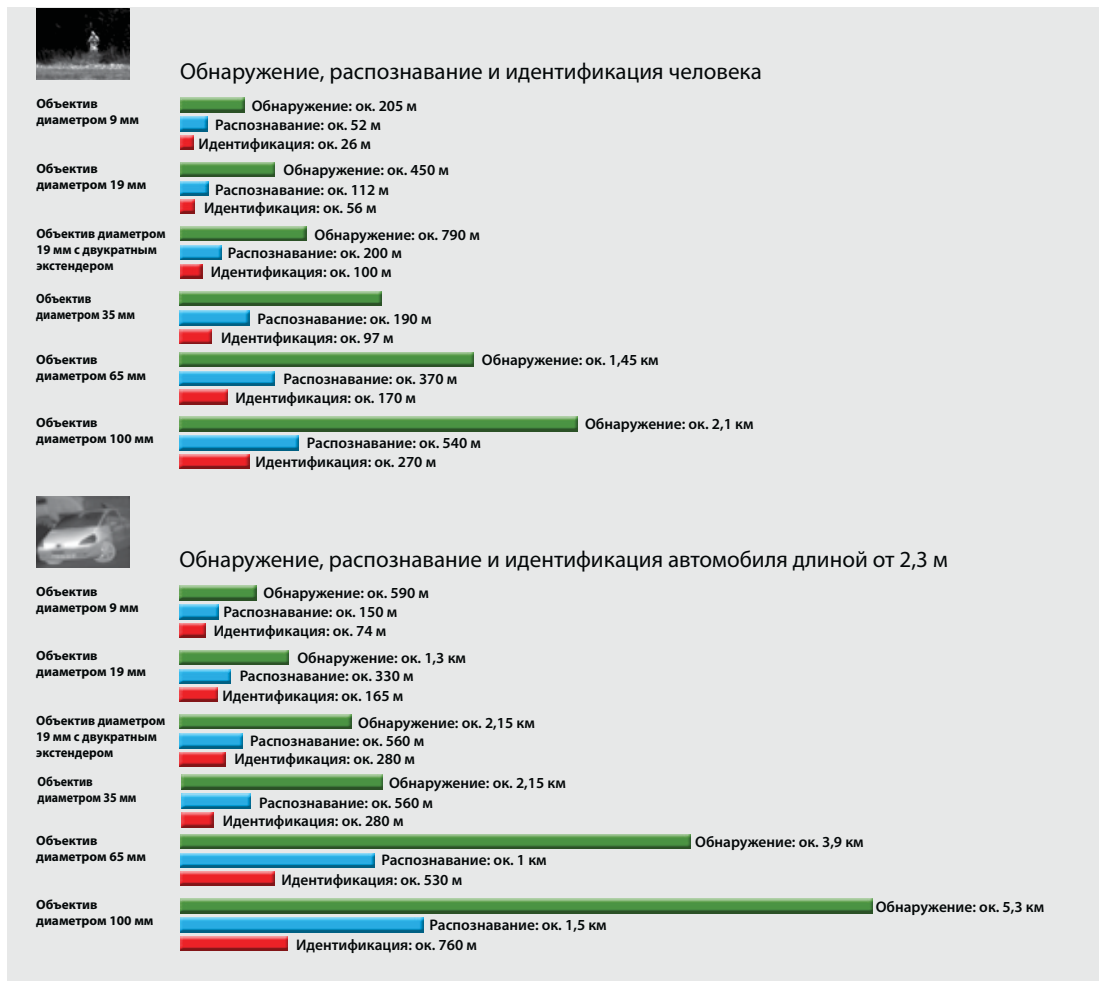 Обнаружение, распознавание и идентификация человека
Объектив
диаметром 9 мм
Обнаружение: ок. 205 м
Распознавание: ок. 52 м
Идентификация: ок. 26 м
Объектив
диаметром 19 мм
Обнаружение: ок. 450 м
Распознавание: ок. 112 м
Идентификация: ок. 56 м
Объектив диаметром
19 мм с двукратным
экстендером
Обнаружение: ок. 790 м
Распознавание: ок. 200 м
Идентификация: ок. 100 м
Объектив
диаметром 35 мм
Распознавание: ок. 190 м
Идентификация: ок. 97 м
Объектив
диаметром 65 мм
Обнаружение: ок. 1,45 км
Распознавание: ок. 370 м
Идентификация: ок. 170 м
Объектив
диаметром 100 мм
Обнаружение: ок. 2,1 км
Распознавание: ок. 540 м
Идентификация: ок. 270 м
Обнаружение, распознавание и идентификация автомобиля длиной от 2,3 м
Объектив
диаметром 9 мм
Обнаружение: ок. 590 м
Распознавание: ок. 150 м
Идентификация: ок. 74 м
Объектив
диаметром 19 мм
Обнаружение: ок. 1,3 км
Распознавание: ок. 330 м
Идентификация: ок. 165 м
Объектив диаметром
19 мм с двукратным
экстендером
Обнаружение: ок. 2,15 км
Распознавание: ок. 560 м
Идентификация: ок. 280 м
Объектив
диаметром 35 мм
Обнаружение: ок. 2,15 км
Распознавание: ок. 560 м
Идентификация: ок. 280 м
Объектив
диаметром 65 мм
Обнаружение: ок. 3,9 км
Распознавание: ок. 1 км
Идентификация: ок. 530 м
Объектив
диаметром 100 мм
Обнаружение: ок. 5,3 км
Распознавание: ок. 1,5 км
Идентификация: ок. 760 м